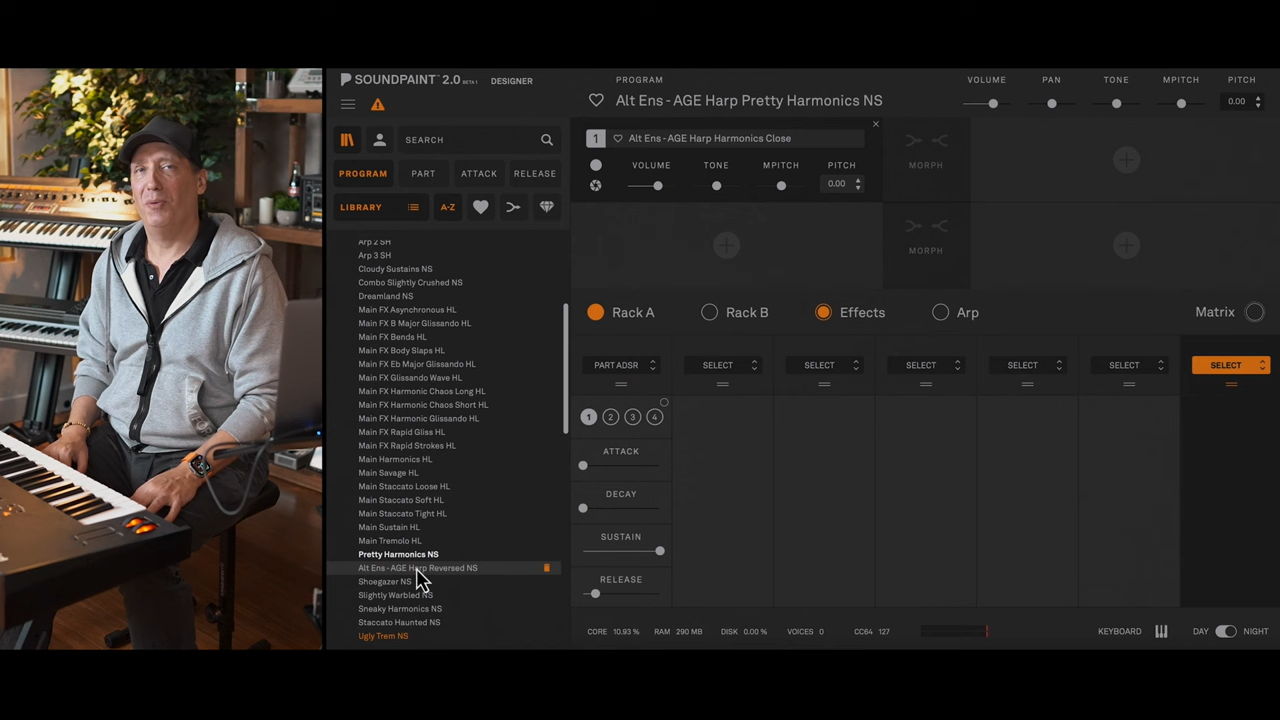 SOUNDPAINT™ 2.0 BETA 1 DESIGNER
SEARCH
PROGRAM PART ATTACK RELEASE
LIBRARY A-Z
Arp 2 SH
Arp 3 SH
Cloudy Sustains NS
Combo Slightly Crushed NS
Dreamland NS
Main FX Asynchronous HL
Main FX B Major Glissando HL
Main FX Bends HL
Main FX Body Slaps HL
Main FX Eb Major Glissando HL
Main FX Glissando Wave HL
Main FX Harmonic Chaos Long HL
Main FX Harmonic Chaos Short HL
Main FX Harmonic Glissando HL
Main FX Rapid Gliss HL
Main FX Rapid Strokes HL
Main Harmonics HL
Main Savage HL
Main Staccato Loose HL
Main Staccato Soft HL
Main Staccato Tight HL
Main Sustain HL
Main Tremolo HL
Pretty Harmonics NS
Alt Ens - AGE Harp Reversed NS
Shoegazer NS
Slightly Warbled NS
Sneaky Harmonics NS
Staccato Haunted NS
Ugly Trem NS
PROGRAM
Alt Ens - AGE Harp Pretty Harmonics NS
VOLUME PAN TONE MPITCH PITCH
0.00
1 Alt Ens - AGE Harp Harmonics Close
VOLUME TONE MPITCH PITCH
0.00
MORPH
MORPH
Rack A Rack B Effects Arp Matrix
PART ADSR SELECT SELECT SELECT SELECT SELECT SELECT
1 2 3 4
ATTACK
DECAY
SUSTAIN
RELEASE
CORE 10.93 % RAM 290 MB DISK 0.00 % VOICES 0 CC64 127 KEYBOARD DAY NIGHT